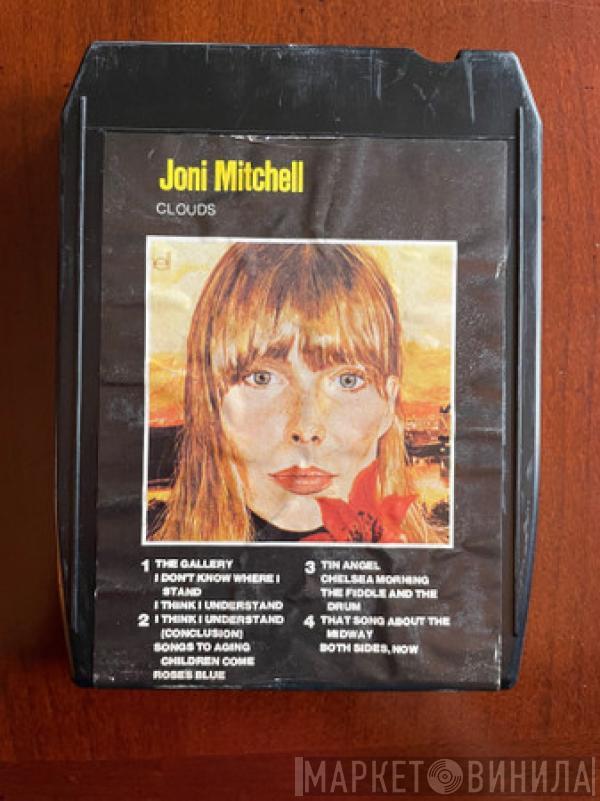 Joni Mitchell
CLOUDS
1 THE GALLERY
I DON'T KNOW WHERE I
STAND
I THINK I UNDERSTAND
2 I THINK I UNDERSTAND
(CONCLUSION)
SONGS TO AGING
CHILDREN COME
ROSES BLUE
3 TIN ANGEL
CHELSEA MORNING
THE FIDDLE AND THE
DRUM
4 THAT SONG ABOUT THE
MIDWAY
BOTH SIDES, NOW
МАРКЕТ ВИНИЛА